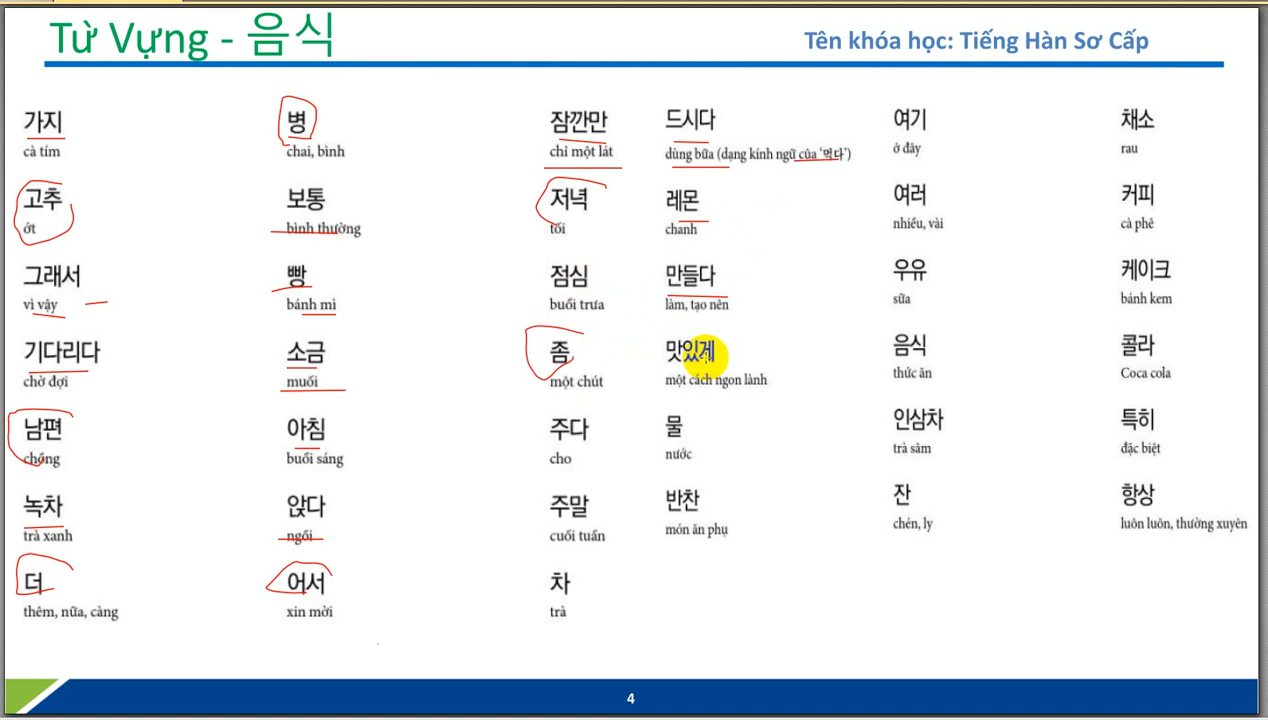 Từ Vựng - 음식
Tên khóa học: Tiếng Hàn Sơ Cấp
가지
cà tím
고추
ớt
그래서
vì vậy
기다리다
chờ đợi
남편
chồng
녹차
trà xanh
더
thêm, nữa, càng
병
chai, bình
보통
bình thường
빵
bánh mì
소금
muối
아침
buổi sáng
앉다
ngồi
어서
xin mời
잠깐만
chỉ một lát
저녁
tối
점심
buổi trưa
좀
một chút
주다
cho
주말
cuối tuần
차
trà
드시다
dùng bữa (dạng kính ngữ của ‘먹다’)
레몬
chanh
만들다
làm, tạo nên
맛있게
một cách ngon lành
물
nước
반찬
món ăn phụ
여기
ở đây
여러
nhiều, vài
우유
sữa
음식
thức ăn
인삼차
trà sâm
잔
chén, ly
채소
rau
커피
cà phê
케이크
bánh kem
콜라
Coca cola
특히
đặc biệt
항상
luôn luôn, thường xuyên
4